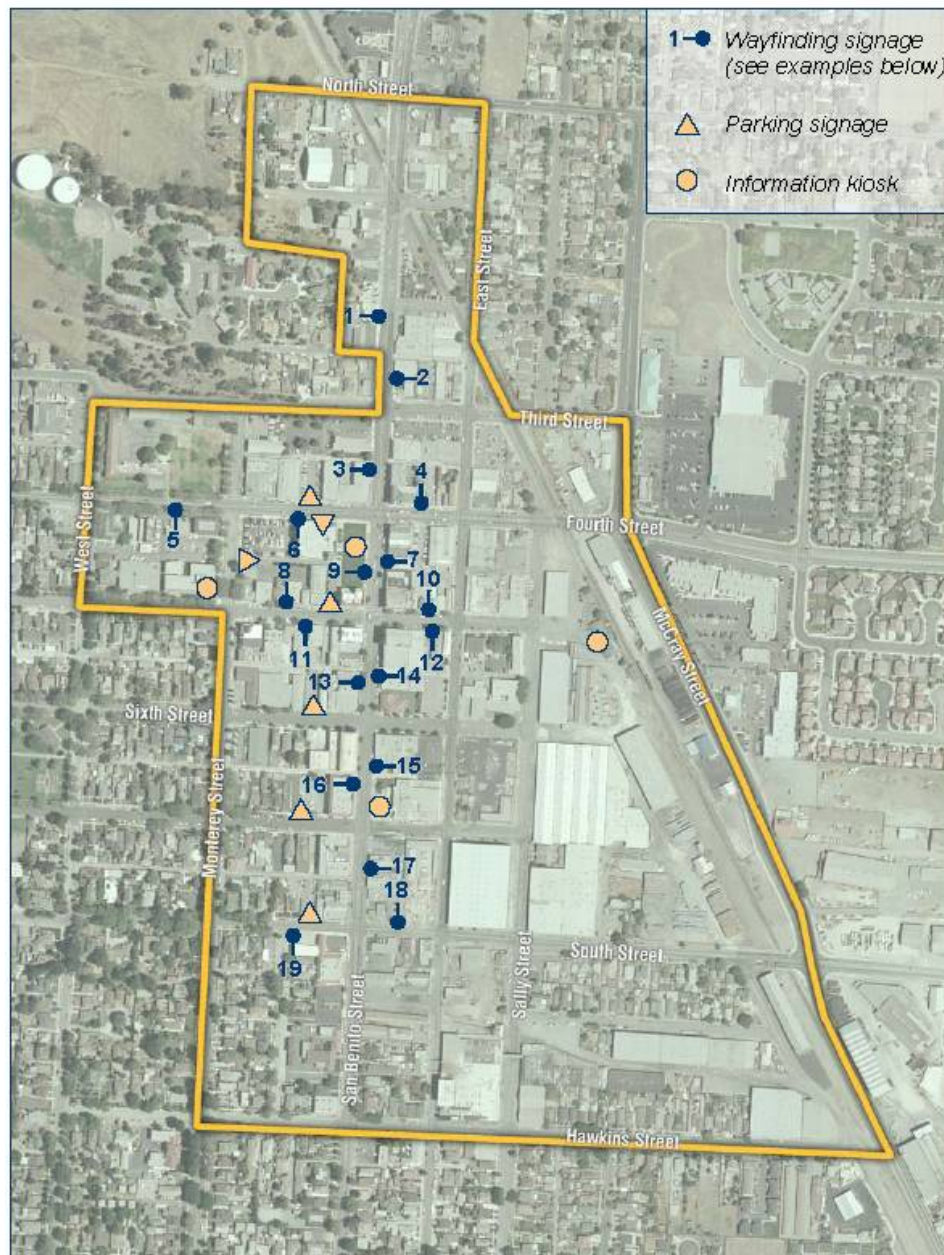 1 Wayfinding signage
(see examples below)
Parking signage
Information kiosk
North Street
East Street
1
2
Third Street
3
4
West Street
5
6
Fourth Street
7
8
9
10
McCray Street
11
12
13
14
Sixth Street
Monterey Street
15
16
17
18
19
South Street
Sally Street
San Benito Street
Hawkins Street